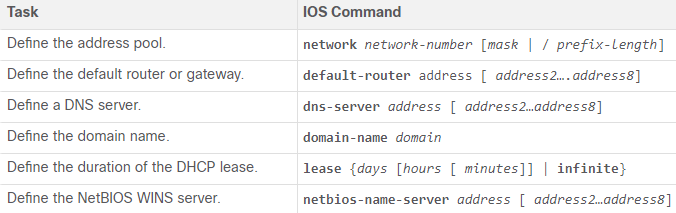 Task IOS Command
Define the address pool. network network-number [mask | / prefix-length]
Define the default router or gateway. default-router address [ address2….address8]
Define a DNS server. dns-server address [ address2…address8]
Define the domain name. domain-name domain
Define the duration of the DHCP lease. lease {days [hours [ minutes]] | infinite}
Define the NetBIOS WINS server. netbios-name-server address [ address2…address8]